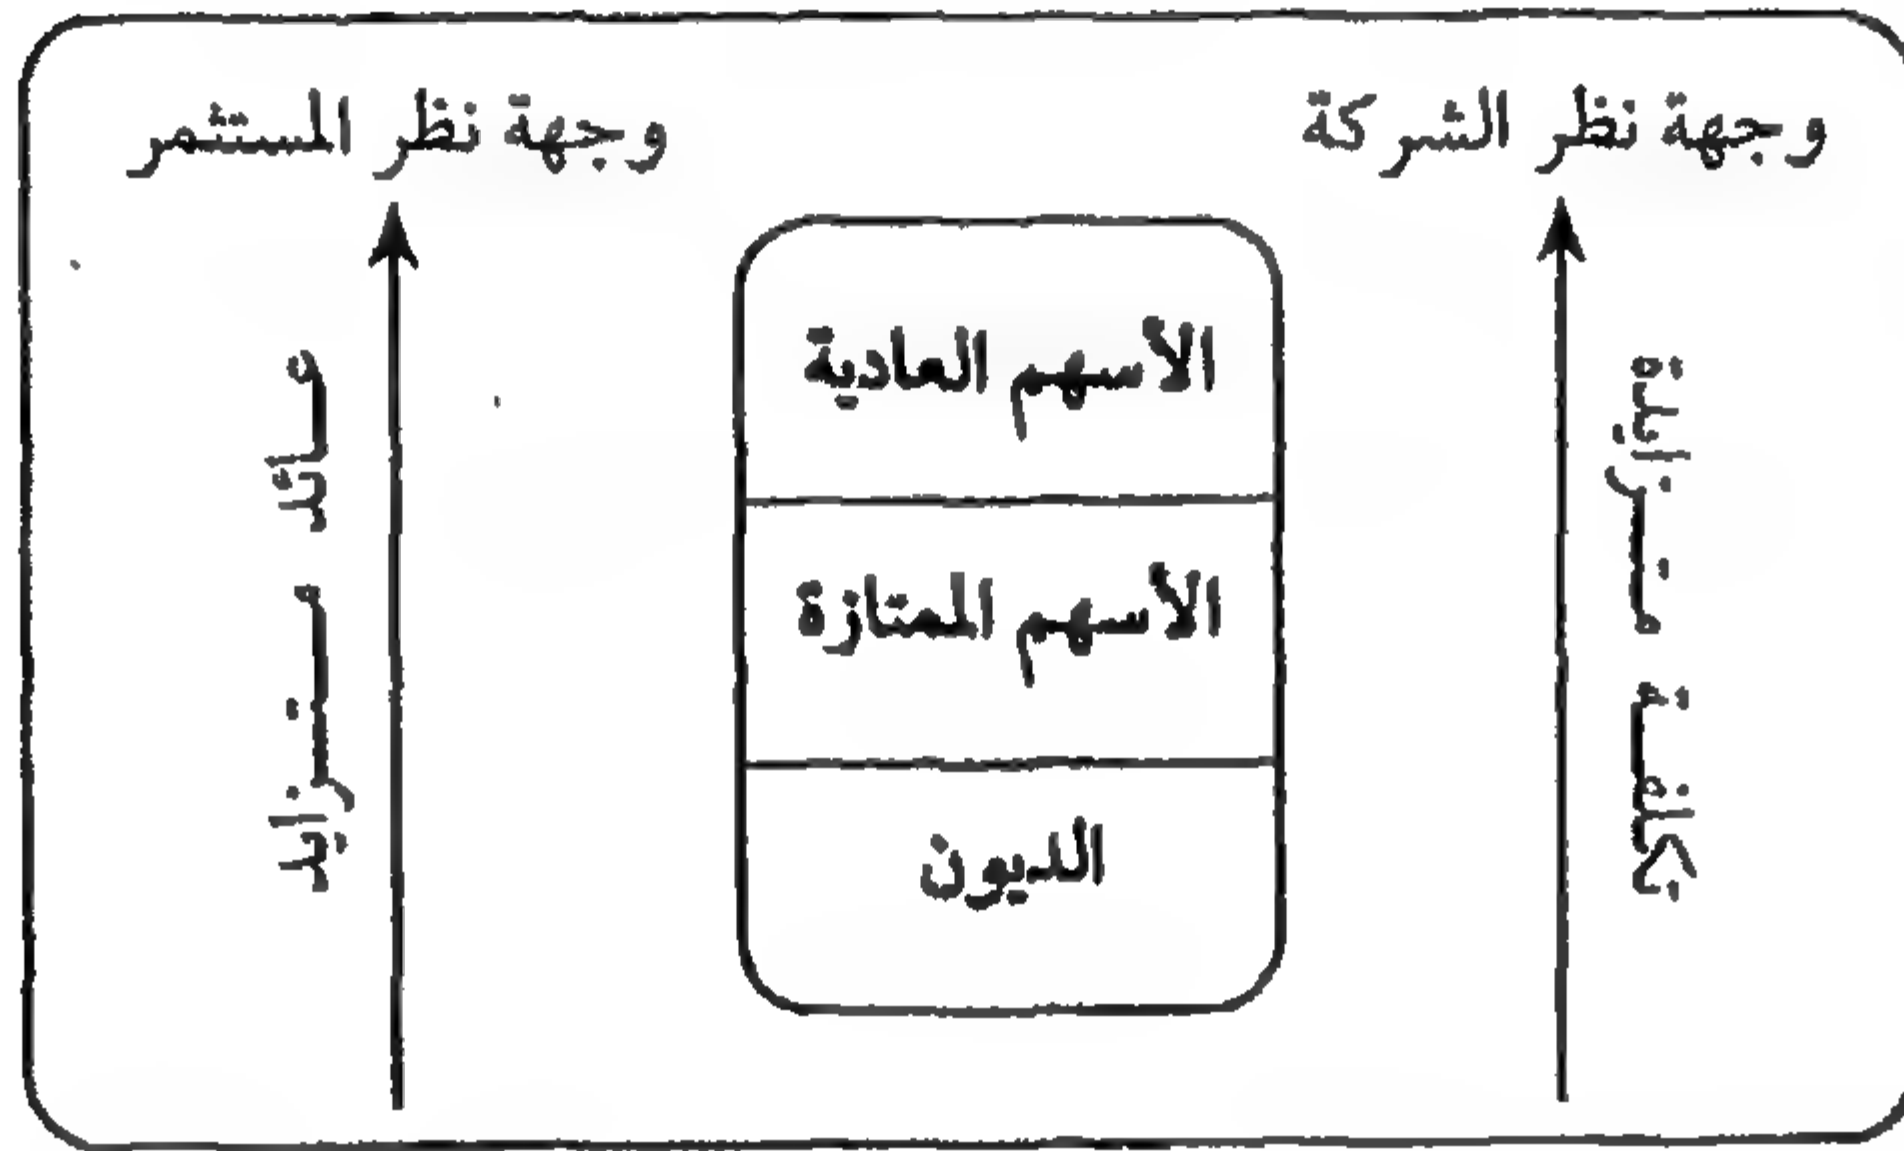 وجهة نظر الشركة
وجهة نظر المستثمر
تكلفة متزايدة
الأسهم العادية
الأسهم الممتازة
الديون
عائد متزايد